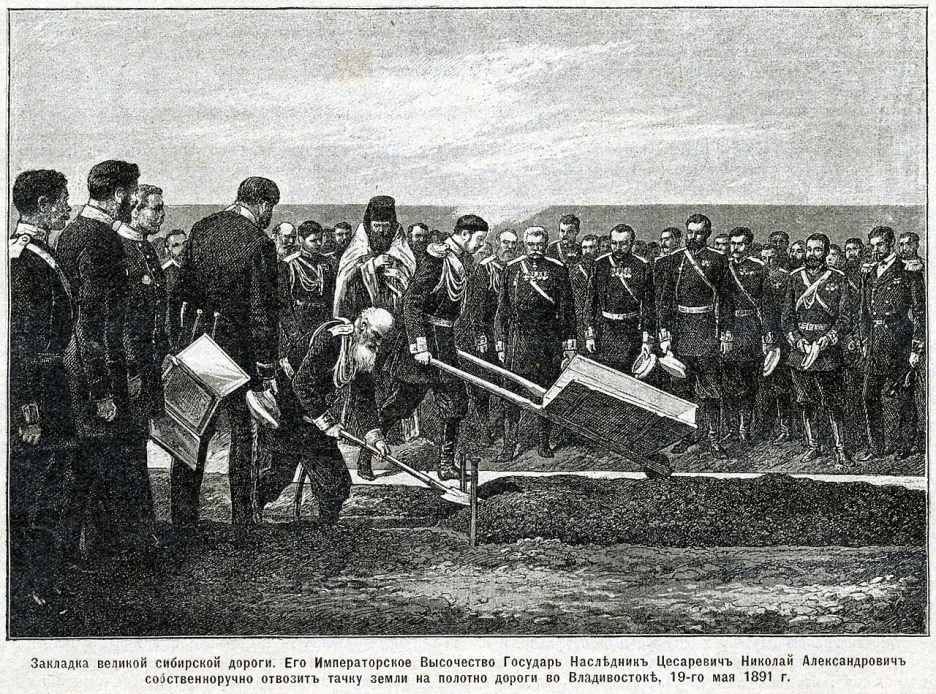 Закладка великой сибирской дороги. Его Императорское Высочество Государь Наслѣдникъ Цесаревичъ Николай Александровичъ
собственноручно отвозитъ тачку земли на полотно дороги во Владивостокѣ, 19-го мая 1891 г.